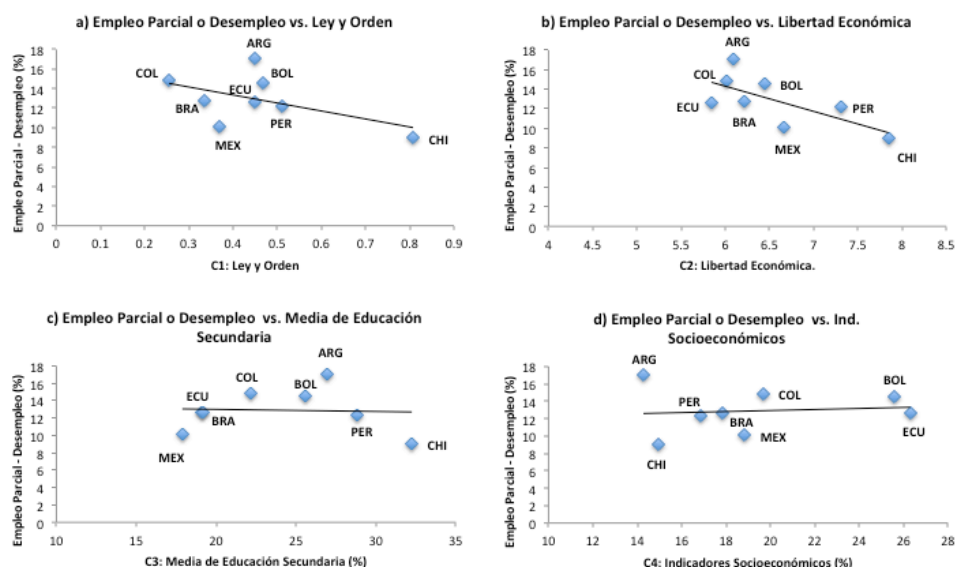 a) Empleo Parcial o Desempleo vs. Ley y Orden
Empleo Parcial - Desempleo (%)
18
16
14
12
10
8
6
4
2
0
COL
ARG
BOL
ECU
BRA
PER
MEX
CHI
0 0.1 0.2 0.3 0.4 0.5 0.6 0.7 0.8 0.9
C1: Ley y Orden
b) Empleo Parcial o Desempleo vs. Libertad Económica
Empleo Parcial - Desempleo (%)
18
16
14
12
10
8
6
4
2
0
ARG
COL
BOL
ECU
BRA
PER
MEX
CHI
4 4.5 5 5.5 6 6.5 7 7.5 8 8.5
C2: Libertad Económica.
c) Empleo Parcial o Desempleo vs. Media de Educación
Secundaria
Empleo Parcial - Desempleo (%)
18
16
14
12
10
8
6
4
2
0
ARG
COL
BOL
ECU
BRA
PER
MEX
CHI
10 15 20 25 30 35
C3: Media de Educación Secundaria (%)
d) Empleo Parcial o Desempleo vs. Ind.
Socioeconómicos
Empleo Parcial - Desempleo (%)
18
16
14
12
10
8
6
4
2
0
ARG
BOL
PER
COL
BRA
ECU
MEX
CHI
10 12 14 16 18 20 22 24 26 28
C4: Indicadores Socioeconómicos (%)